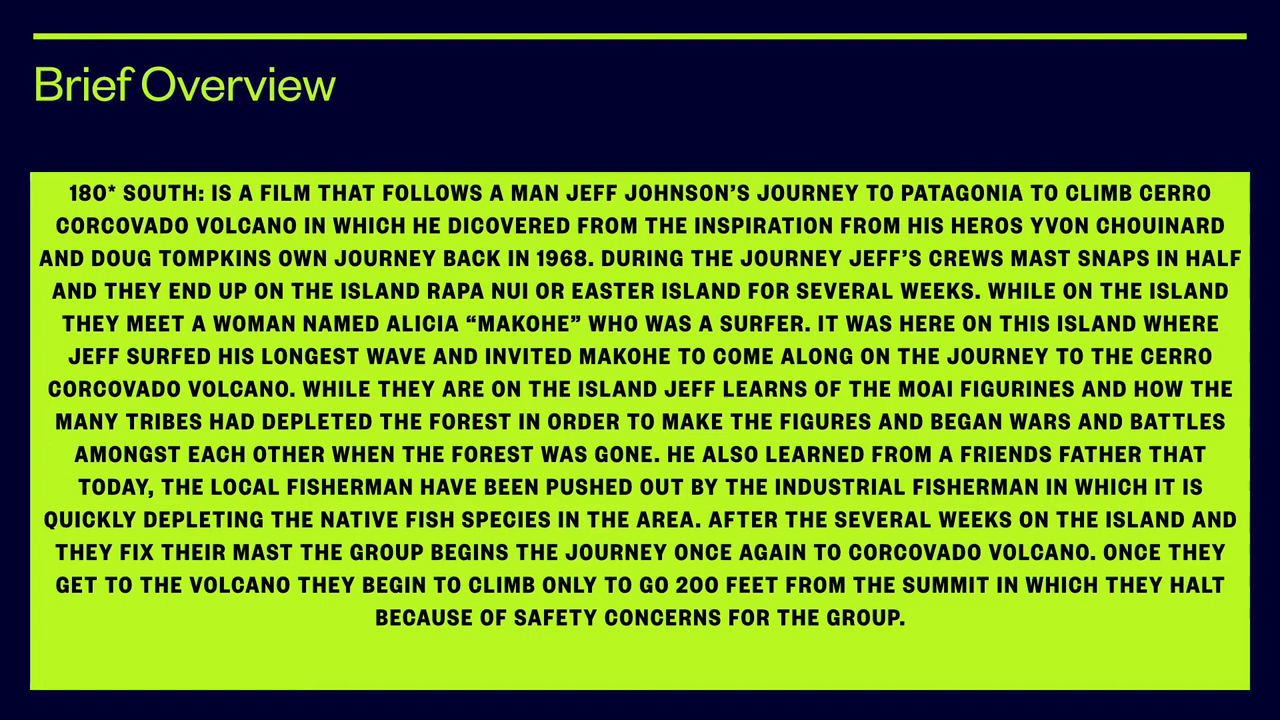 Brief Overview
180* SOUTH: IS A FILM THAT FOLLOWS A MAN JEFF JOHNSON’S JOURNEY TO PATAGONIA TO CLIMB CERRO
CORCOVADO VOLCANO IN WHICH HE DICOVERED FROM THE INSPIRATION FROM HIS HEROS YVON CHOUINARD
AND DOUG TOMPKINS OWN JOURNEY BACK IN 1968. DURING THE JOURNEY JEFF’S CREWS MAST SNAPS IN HALF
AND THEY END UP ON THE ISLAND RAPA NUI OR EASTER ISLAND FOR SEVERAL WEEKS. WHILE ON THE ISLAND
THEY MEET A WOMAN NAMED ALICIA “MAKOHE” WHO WAS A SURFER. IT WAS HERE ON THIS ISLAND WHERE
JEFF SURFED HIS LONGEST WAVE AND INVITED MAKOHE TO COME ALONG ON THE JOURNEY TO THE CERRO
CORCOVADO VOLCANO. WHILE THEY ARE ON THE ISLAND JEFF LEARNS OF THE MOAI FIGURINES AND HOW THE
MANY TRIBES HAD DEPLETED THE FOREST IN ORDER TO MAKE THE FIGURES AND BEGAN WARS AND BATTLES
AMONGST EACH OTHER WHEN THE FOREST WAS GONE. HE ALSO LEARNED FROM A FRIENDS FATHER THAT
TODAY, THE LOCAL FISHERMAN HAVE BEEN PUSHED OUT BY THE INDUSTRIAL FISHERMAN IN WHICH IT IS
QUICKLY DEPLETING THE NATIVE FISH SPECIES IN THE AREA. AFTER THE SEVERAL WEEKS ON THE ISLAND AND
THEY FIX THEIR MAST THE GROUP BEGINS THE JOURNEY ONCE AGAIN TO CORCOVADO VOLCANO. ONCE THEY
GET TO THE VOLCANO THEY BEGIN TO CLIMB ONLY TO GO 200 FEET FROM THE SUMMIT IN WHICH THEY HALT
BECAUSE OF SAFETY CONCERNS FOR THE GROUP.